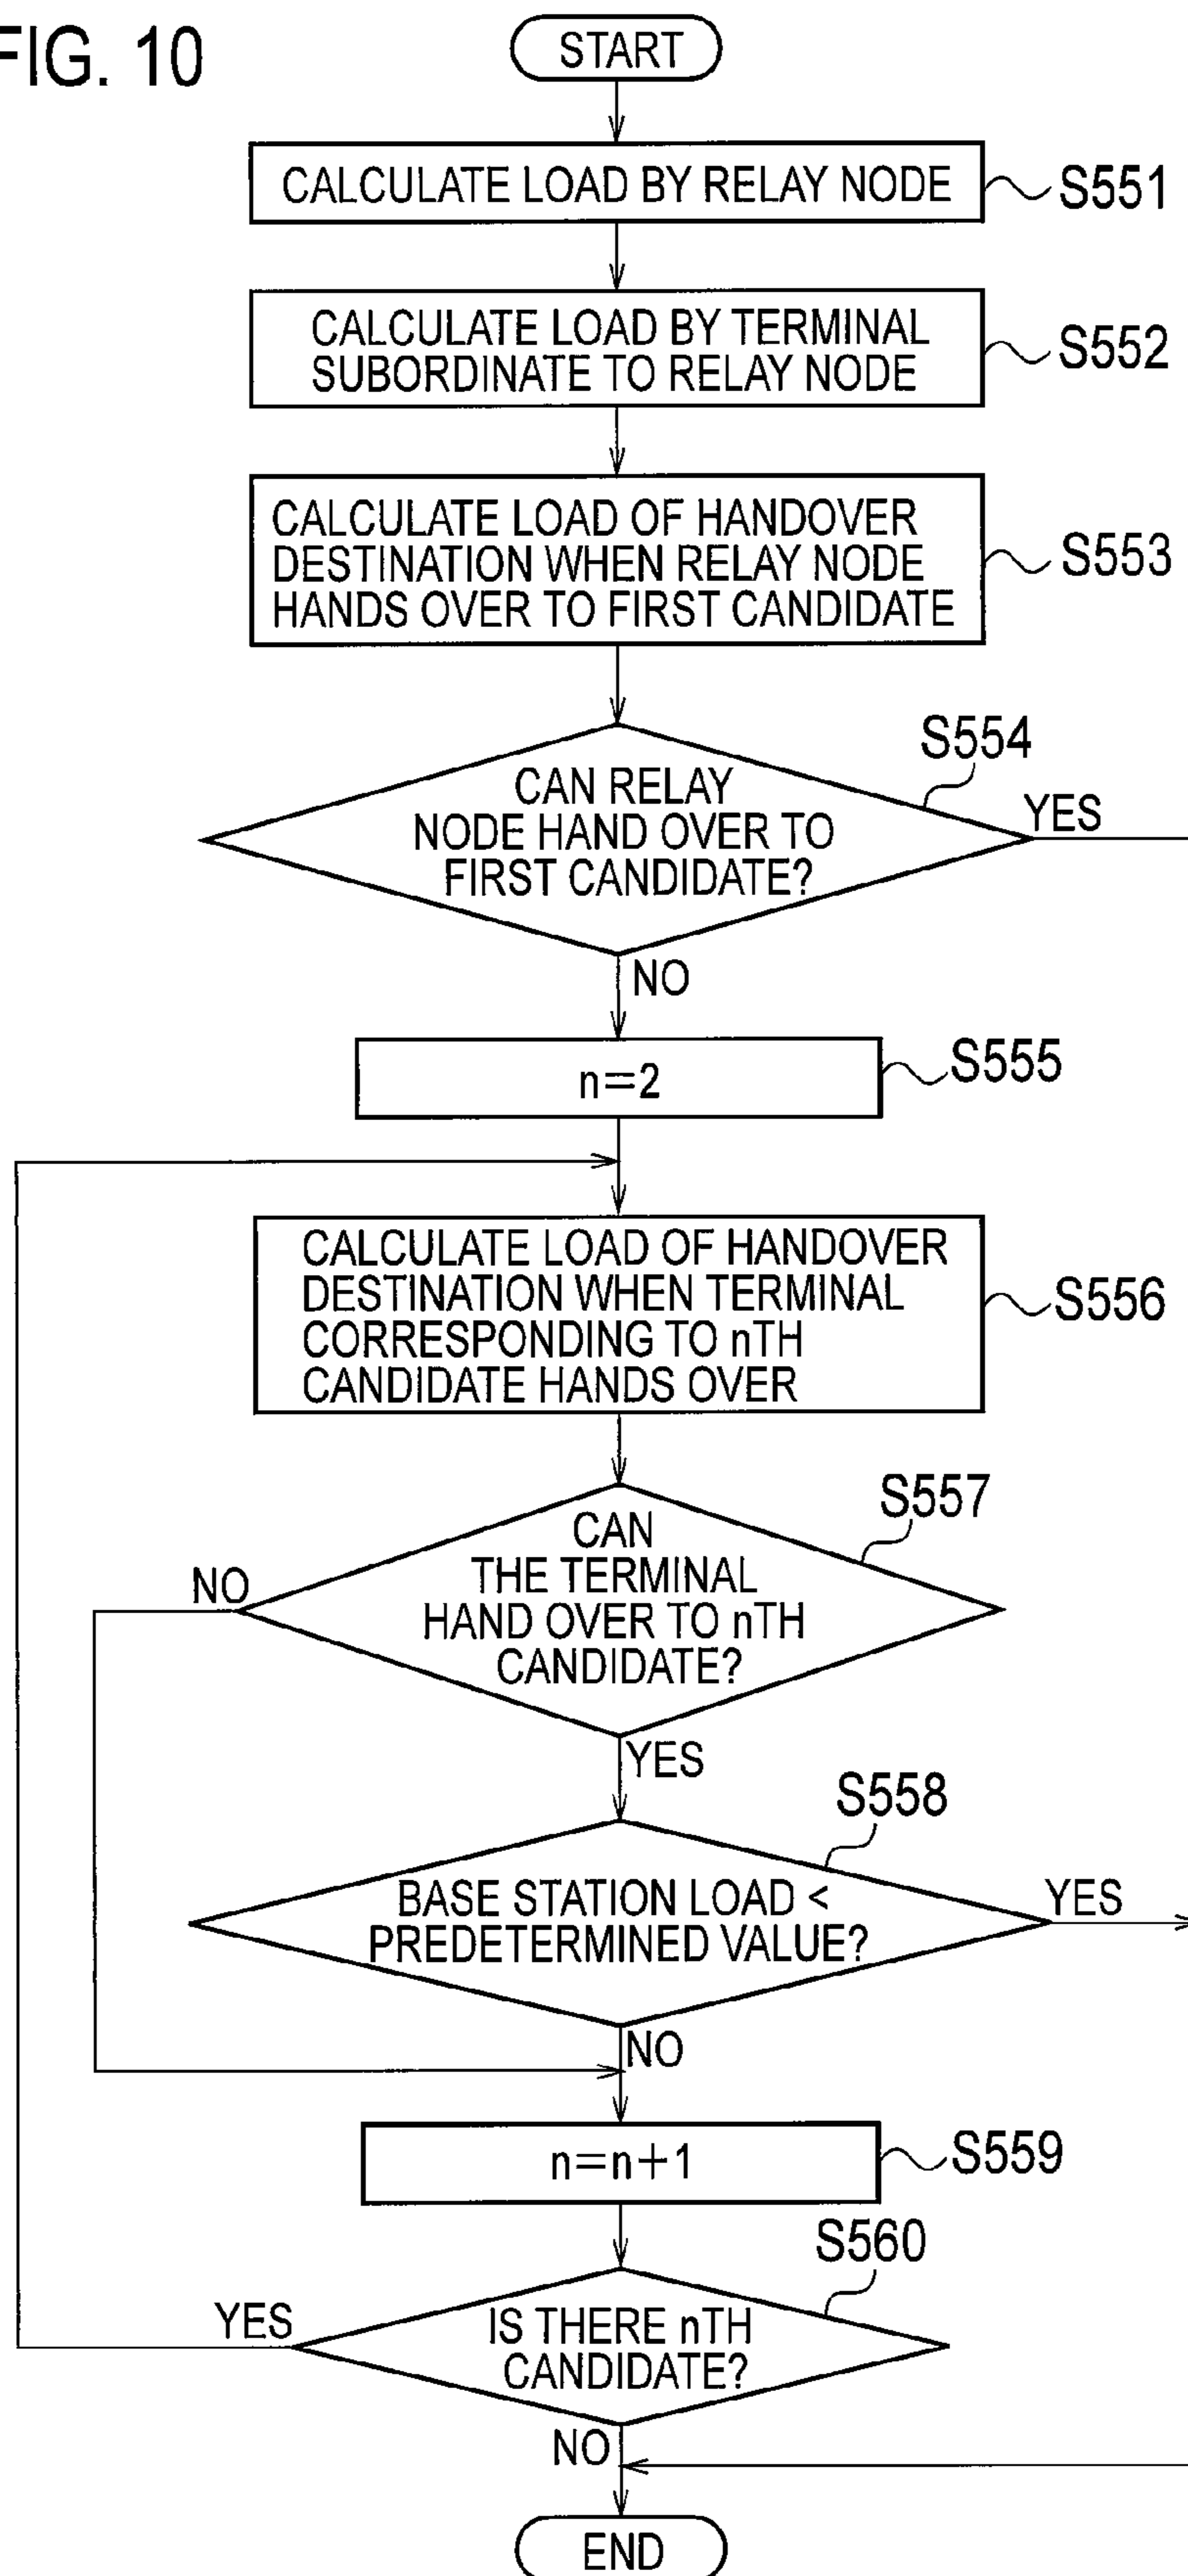 FIG. 10
START
CALCULATE LOAD BY RELAY NODE
S551
CALCULATE LOAD BY TERMINAL
SUBORDINATE TO RELAY NODE
S552
CALCULATE LOAD OF HANDOVER
DESTINATION WHEN RELAY NODE
HANDS OVER TO FIRST CANDIDATE
S553
S554
CAN RELAY
NODE HAND OVER TO
FIRST CANDIDATE?
YES
NO
n=2
S555
CALCULATE LOAD OF HANDOVER
DESTINATION WHEN TERMINAL
CORRESPONDING TO nTH
CANDIDATE HANDS OVER
S556
S557
CAN
THE TERMINAL
HAND OVER TO nTH
CANDIDATE?
NO
YES
S558
BASE STATION LOAD <
PREDETERMINED VALUE?
YES
NO
n=n+1
S559
S560
IS THERE nTH
CANDIDATE?
YES
NO
END